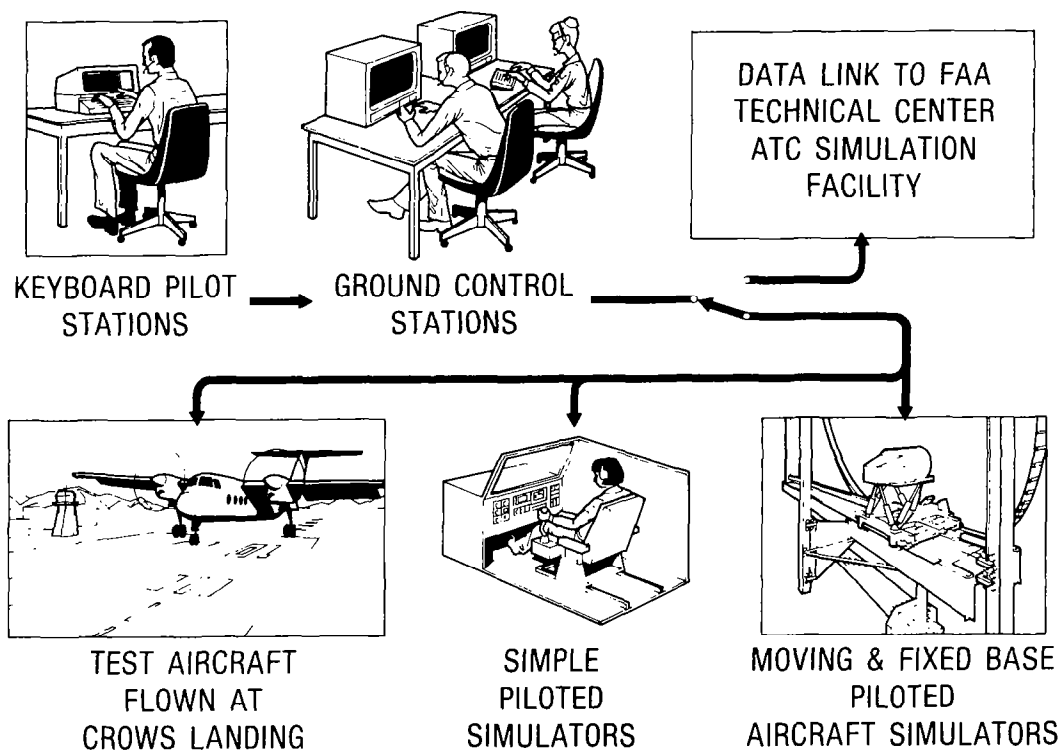 DATA LINK TO FAA
TECHNICAL CENTER
ATC SIMULATION
FACILITY
KEYBOARD PILOT
STATIONS
GROUND CONTROL
STATIONS
TEST AIRCRAFT
FLOWN AT
CROWS LANDING
SIMPLE
PILOTED
SIMULATORS
MOVING & FIXED BASE
PILOTED
AIRCRAFT SIMULATORS